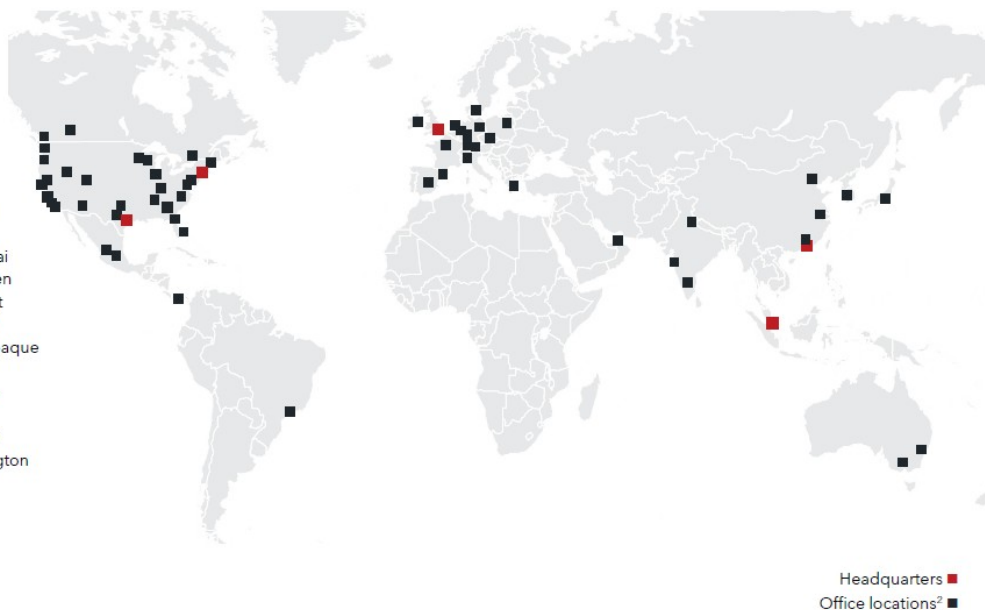 ai
en
t
aque
gton
Headquarters
Office locations²